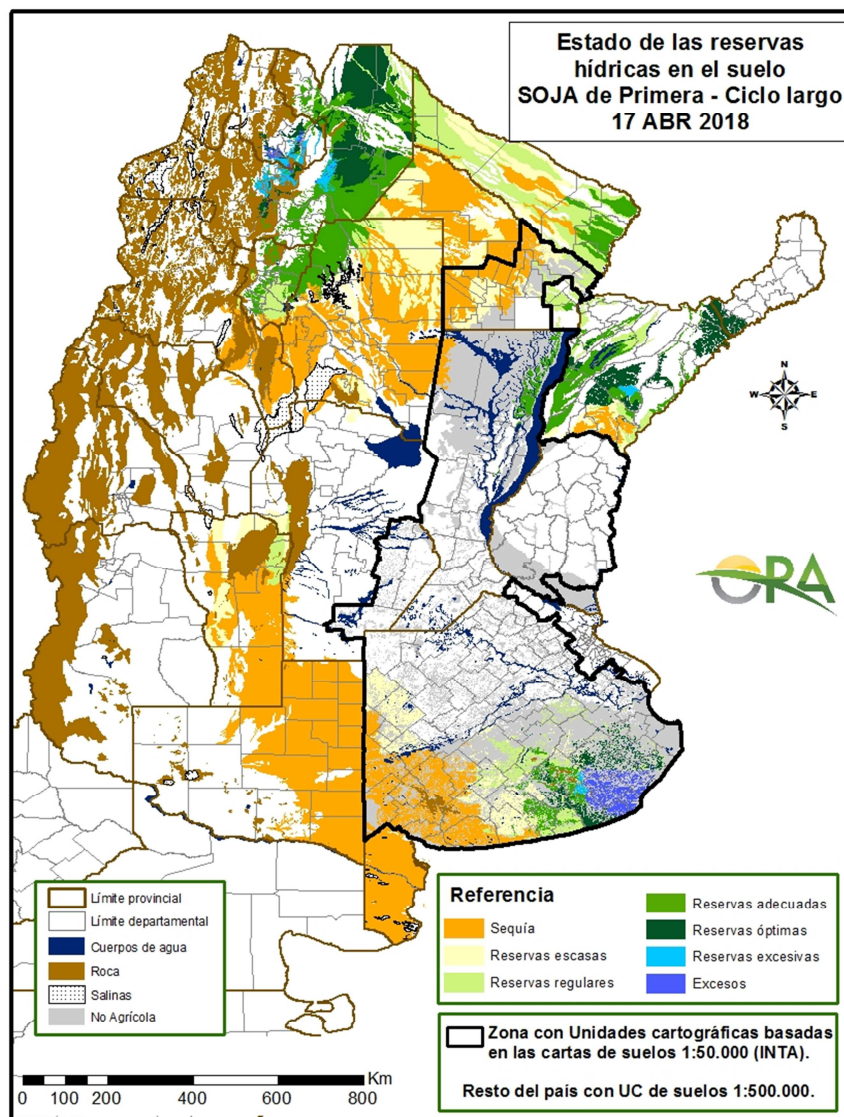 Estado de las reservas
hídricas en el suelo
SOJA de Primera - Ciclo largo
17 ABR 2018
N
W E
S
ORA
Límite provincial
Límite departamental
Cuerpos de agua
Roca
Salinas
No Agrícola
Referencia
Sequía
Reservas escasas
Reservas regulares
Reservas adecuadas
Reservas óptimas
Reservas excesivas
Excesos
Zona con Unidades cartográficas basadas
en las cartas de suelos 1:50.000 (INTA).
Resto del país con UC de suelos 1:500.000.
Km
0 100 200 400 600 800